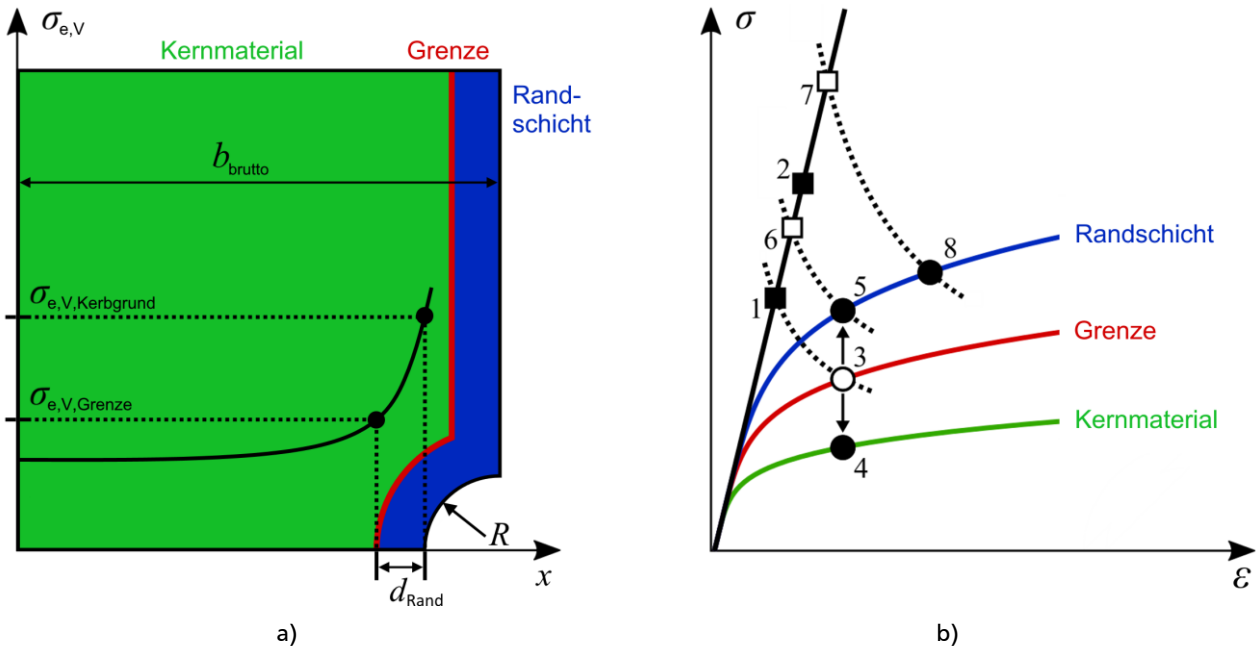 σe,V
Kernmaterial
Grenze
Rand-
schicht
bbrutto
σe,V,Kerbgrund
σe,V,Grenze
R
x
dRand
a)
σ
7
2
6
1
5
8
3
4
Randschicht
Grenze
Kernmaterial
ε
b)